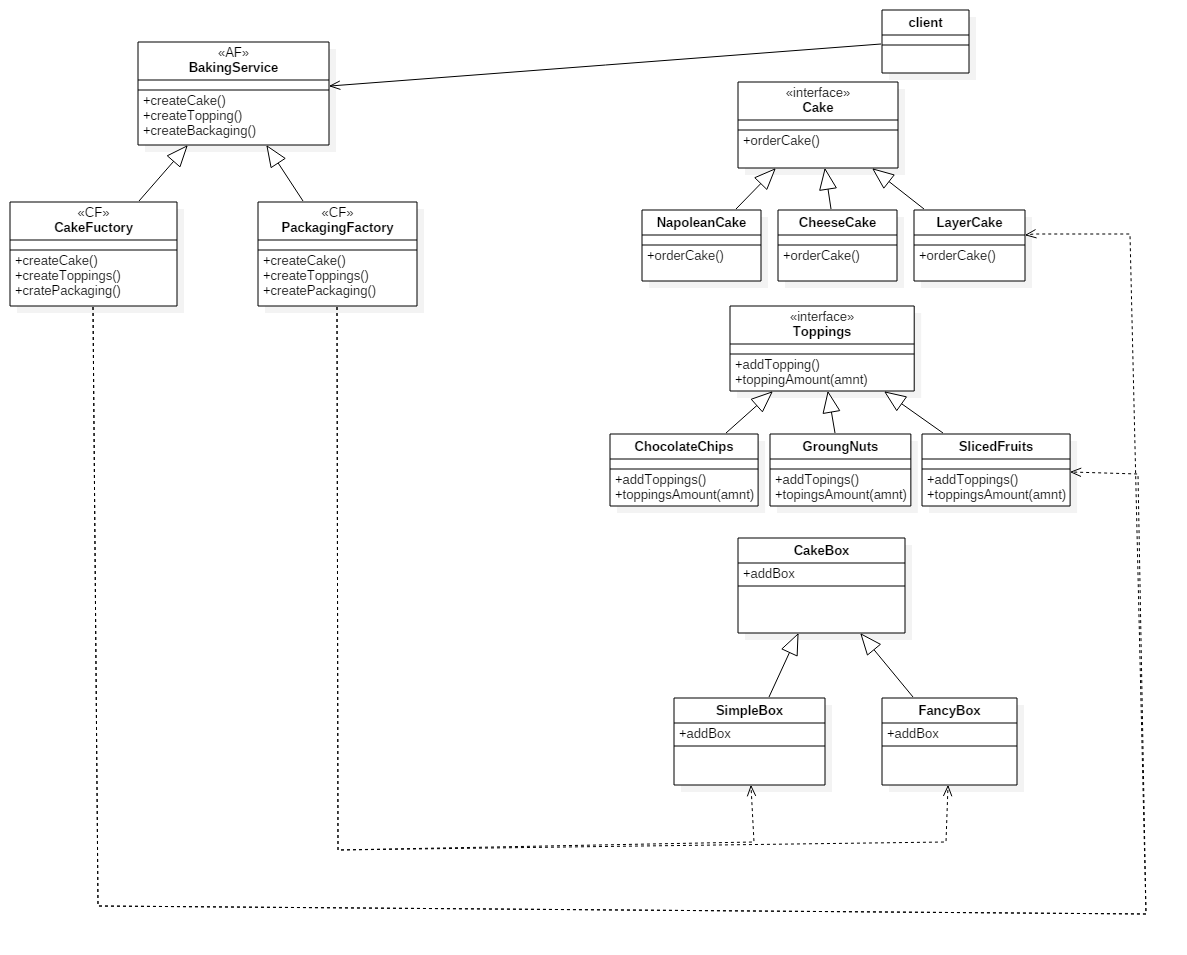 client
«AF»
BakingService
+createCake()
+createTopping()
+createBackaging()
«interface»
Cake
+orderCake()
«CF»
CakeFuctory
+createCake()
+createToppings()
+cratePackaging()
«CF»
PackagingFactory
+createCake()
+createToppings()
+createPackaging()
NapoleanCake
+orderCake()
CheeseCake
+orderCake()
LayerCake
+orderCake()
«interface»
Toppings
+addTopping()
+toppingAmount(amnt)
ChocolateChips
+addToppings()
+toppingsAmount(amnt)
GroungNuts
+addTopings()
+topingsAmount(amnt)
SlicedFruits
+addToppings()
+toppingsAmount(amnt)
CakeBox
+addBox
SimpleBox
+addBox
FancyBox
+addBox